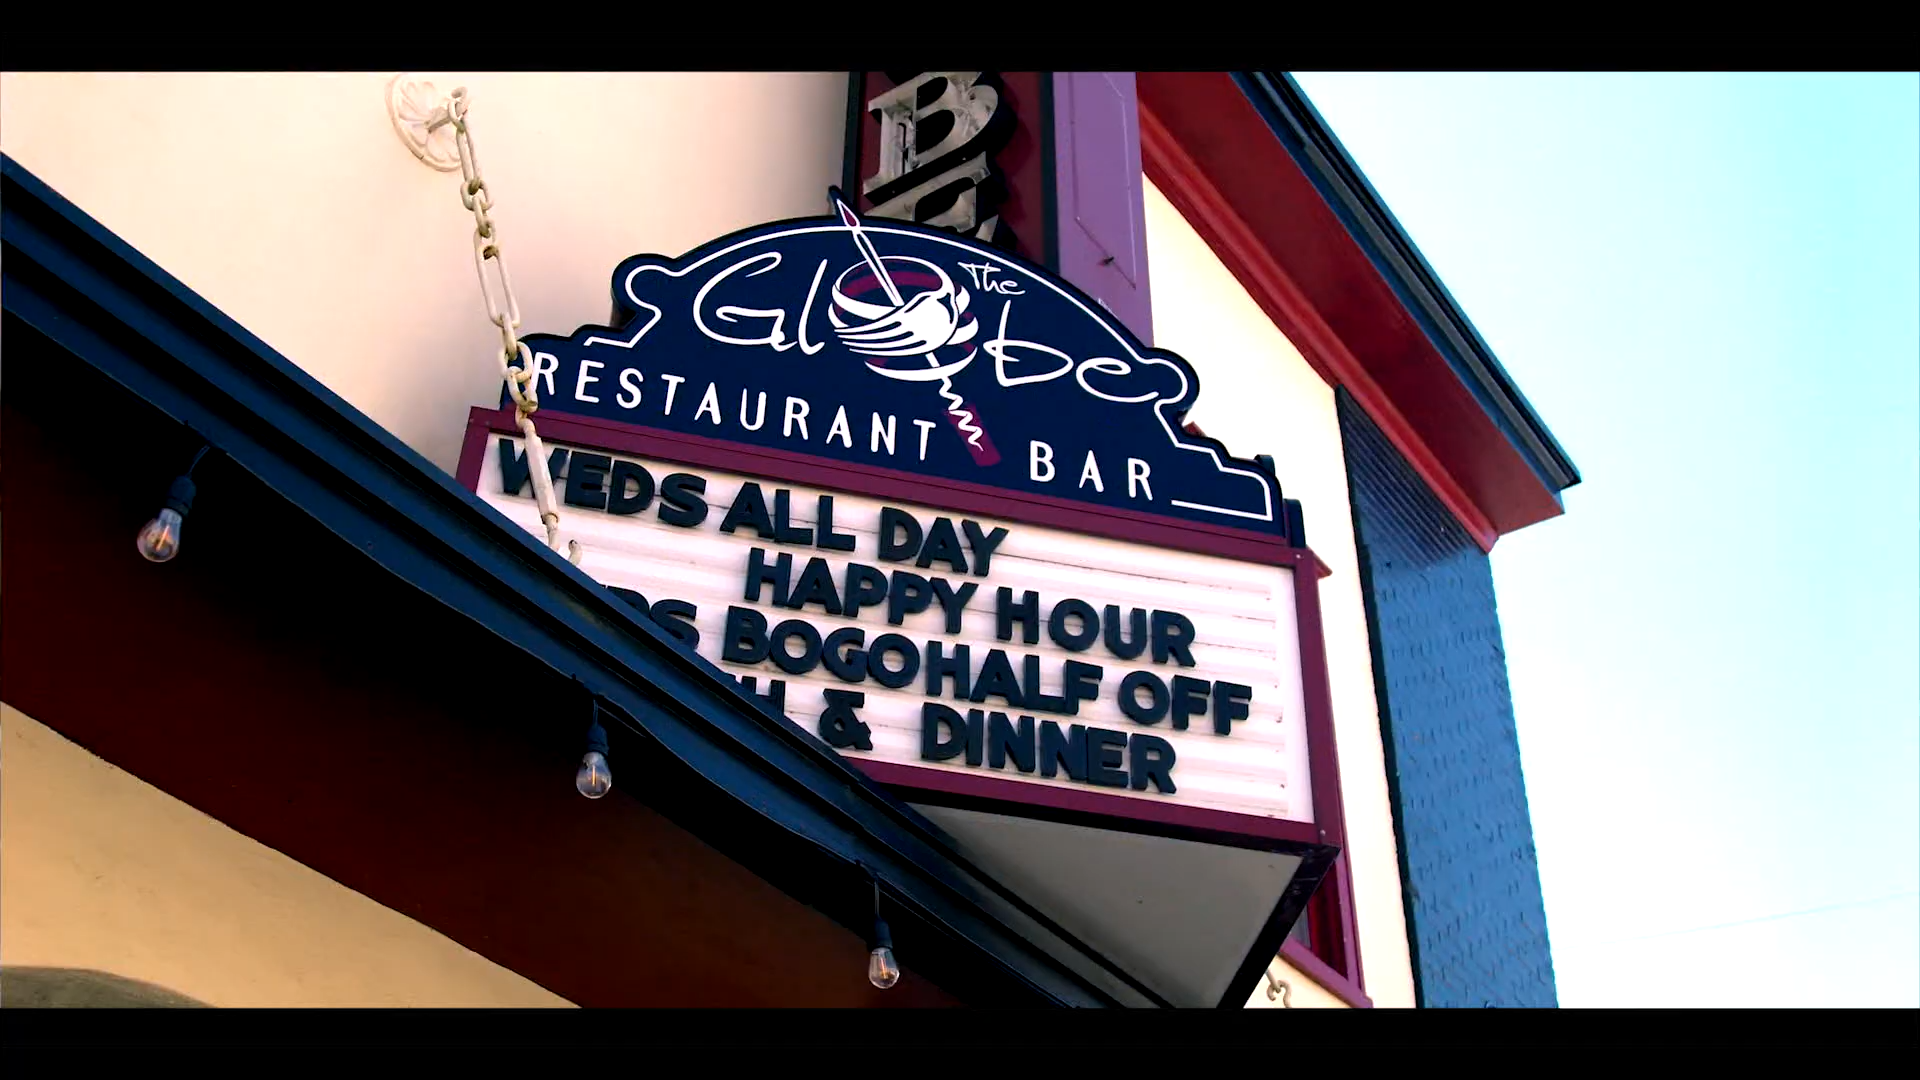 B
The
Globe
RESTAURANT BAR
WEDS ALL DAY
HAPPY HOUR
BOGO HALF OFF
& DINNER